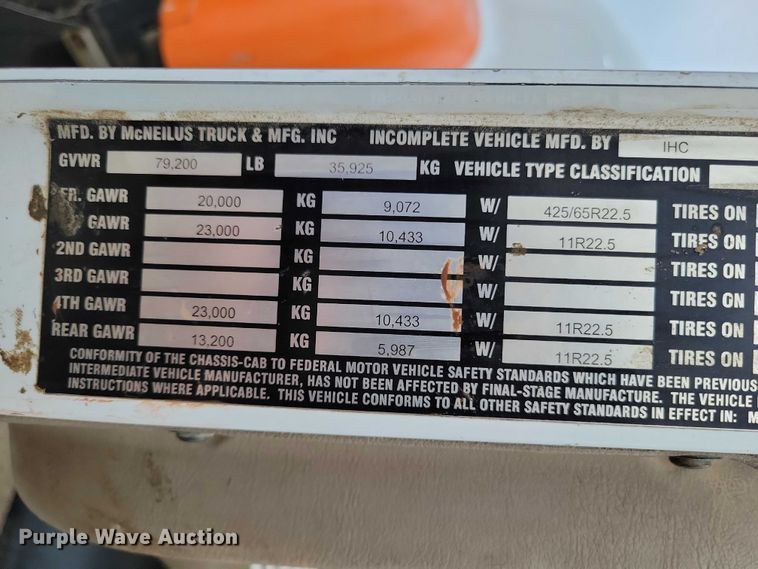 MFD. BY McNEILUS TRUCK & MFG. INC INCOMPLETE VEHICLE MFD. BY IHC
GVWR 79,200 LB 35,925 KG VEHICLE TYPE CLASSIFICATION
FR. GAWR 20,000 KG 9,072 W/ 425/65R22.5 TIRES ON
GAWR 23,000 KG 10,433 W/ 11R22.5 TIRES ON
2ND GAWR KG W/ TIRES ON
3RD GAWR KG W/ TIRES ON
4TH GAWR 23,000 KG 10,433 W/ 11R22.5 TIRES ON
REAR GAWR 13,200 KG 5,987 W/ 11R22.5 TIRES ON
CONFORMITY OF THE CHASSIS-CAB TO FEDERAL MOTOR VEHICLE SAFETY STANDARDS WHICH HAVE BEEN PREVIOUS
INTERMEDIATE VEHICLE MANUFACTURER, HAS NOT BEEN AFFECTED BY FINAL-STAGE MANUFACTURE. THE VEHICLE
INSTRUCTIONS WHERE APPLICABLE. THIS VEHICLE CONFORMS TO ALL OTHER SAFETY STANDARDS IN EFFECT IN: M
Purple Wave Auction